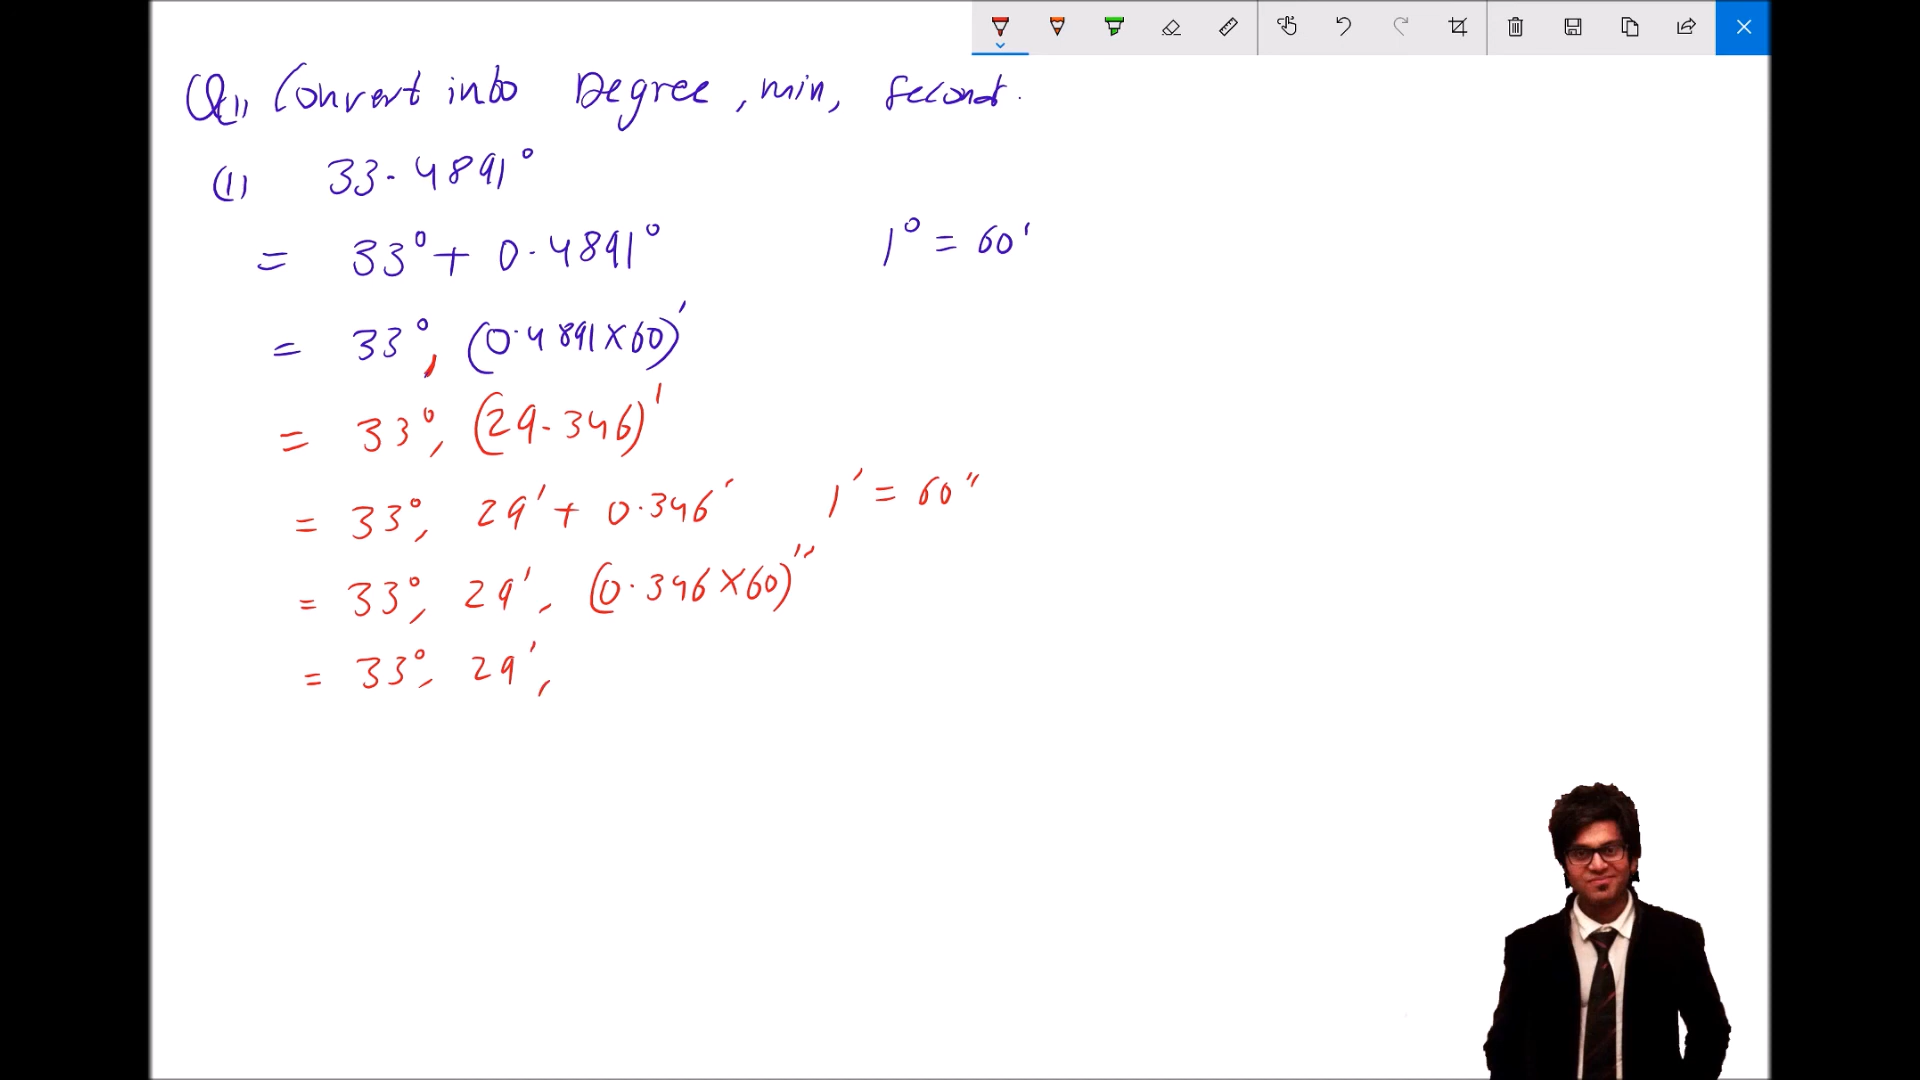 Q1, Convert into Degree, min, second.
(1) 33.4891°
= 33° + 0.4891° 1° = 60'
= 33°, (0.4891×60)'
= 33°, (29.346)'
= 33°, 29' + 0.346' 1' = 60"
= 33°, 29', (0.346×60)"
= 33°, 29',